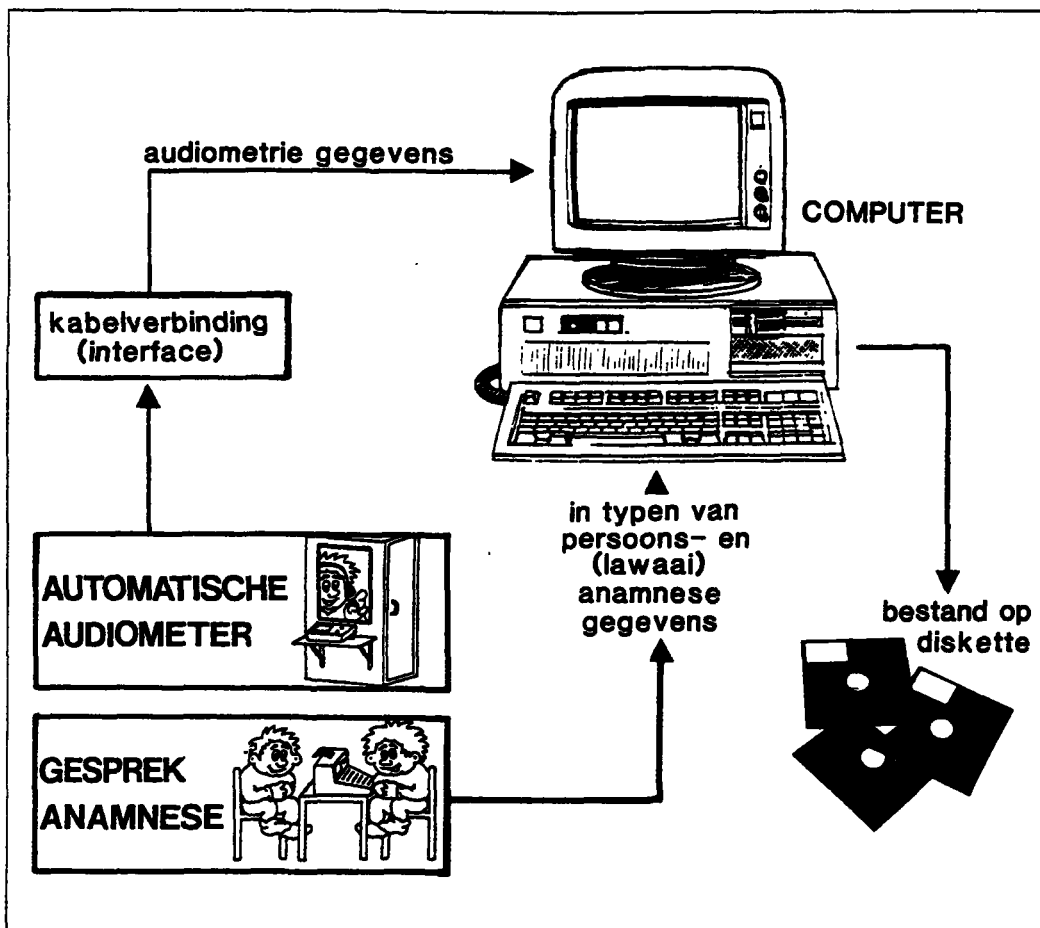 audiometrie gegevens
COMPUTER
kabelverbinding
(interface)
in typen van
persoons- en
(lawaai)
anamnese
gegevens
AUTOMATISCHE
AUDIOMETER
bestand op
diskette
GESPREK
ANAMNESE